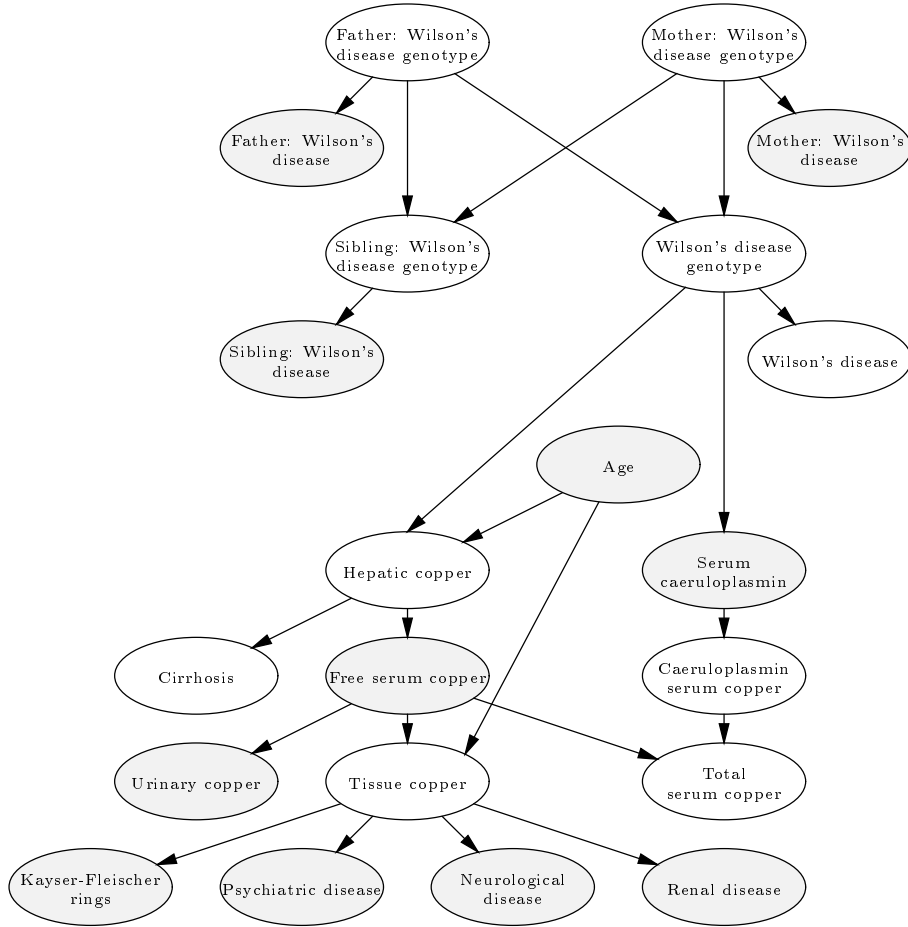 Father: Wilson's
disease genotype
Mother: Wilson's
disease genotype
Father: Wilson's
disease
Mother: Wilson's
disease
Sibling: Wilson's
disease genotype
Wilson's disease
genotype
Sibling: Wilson's
disease
Wilson's disease
Age
Hepatic copper
Serum
caeruloplasmin
Cirrhosis
Free serum copper
Caeruloplasmin
serum copper
Urinary copper
Tissue copper
Total
serum copper
Kayser-Fleischer
rings
Psychiatric disease
Neurological
disease
Renal disease